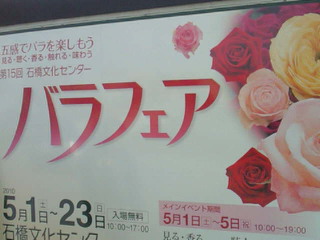 五感でバラを楽しもう
見る・聴く・香る・触れる・味わう
第15回 石橋文化センター
バラフェア
2010
5月1日土〜23日日 入場無料 10:00〜17:00
石橋文化センター
メインイベント期間
5月1日土〜5日祝 10:00〜18:00
見る・香る